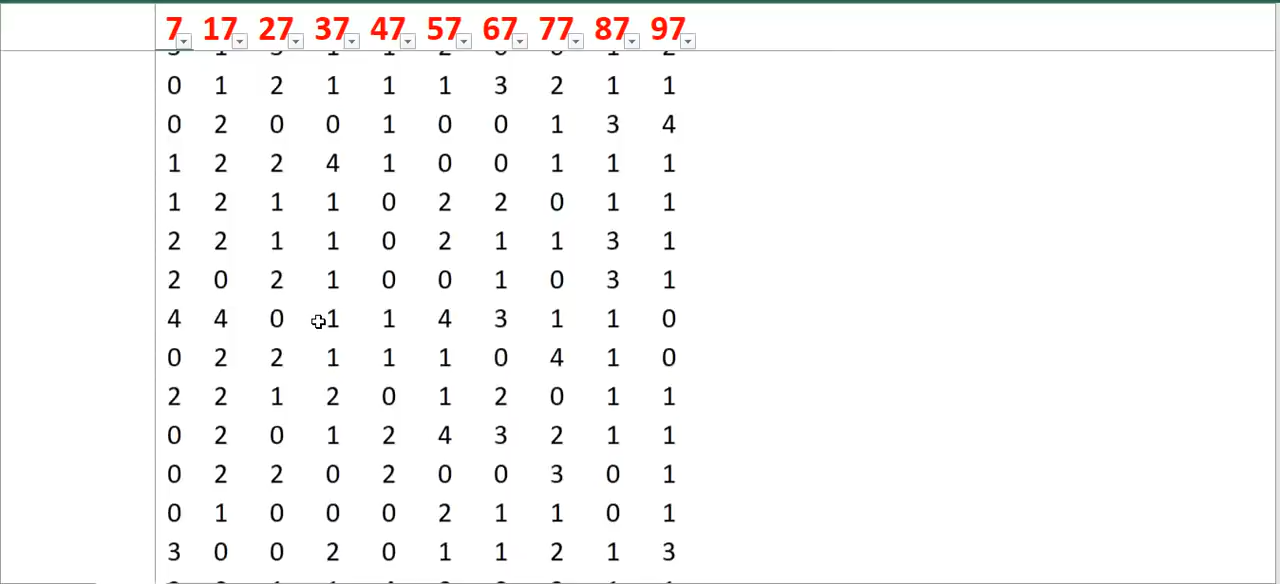 7 17 27 37 47 57 67 77 87 97
0 1 2 1 1 1 3 2 1 1
0 2 0 0 1 0 0 1 3 4
1 2 2 4 1 0 0 1 1 1
1 2 1 1 0 2 2 0 1 1
2 2 1 1 0 2 1 1 3 1
2 0 2 1 0 0 1 0 3 1
4 4 0 1 1 4 3 1 1 0
0 2 2 1 1 1 0 4 1 0
2 2 1 2 0 1 2 0 1 1
0 2 0 1 2 4 3 2 1 1
0 2 2 0 2 0 0 3 0 1
0 1 0 0 0 2 1 1 0 1
3 0 0 2 0 1 1 2 1 3